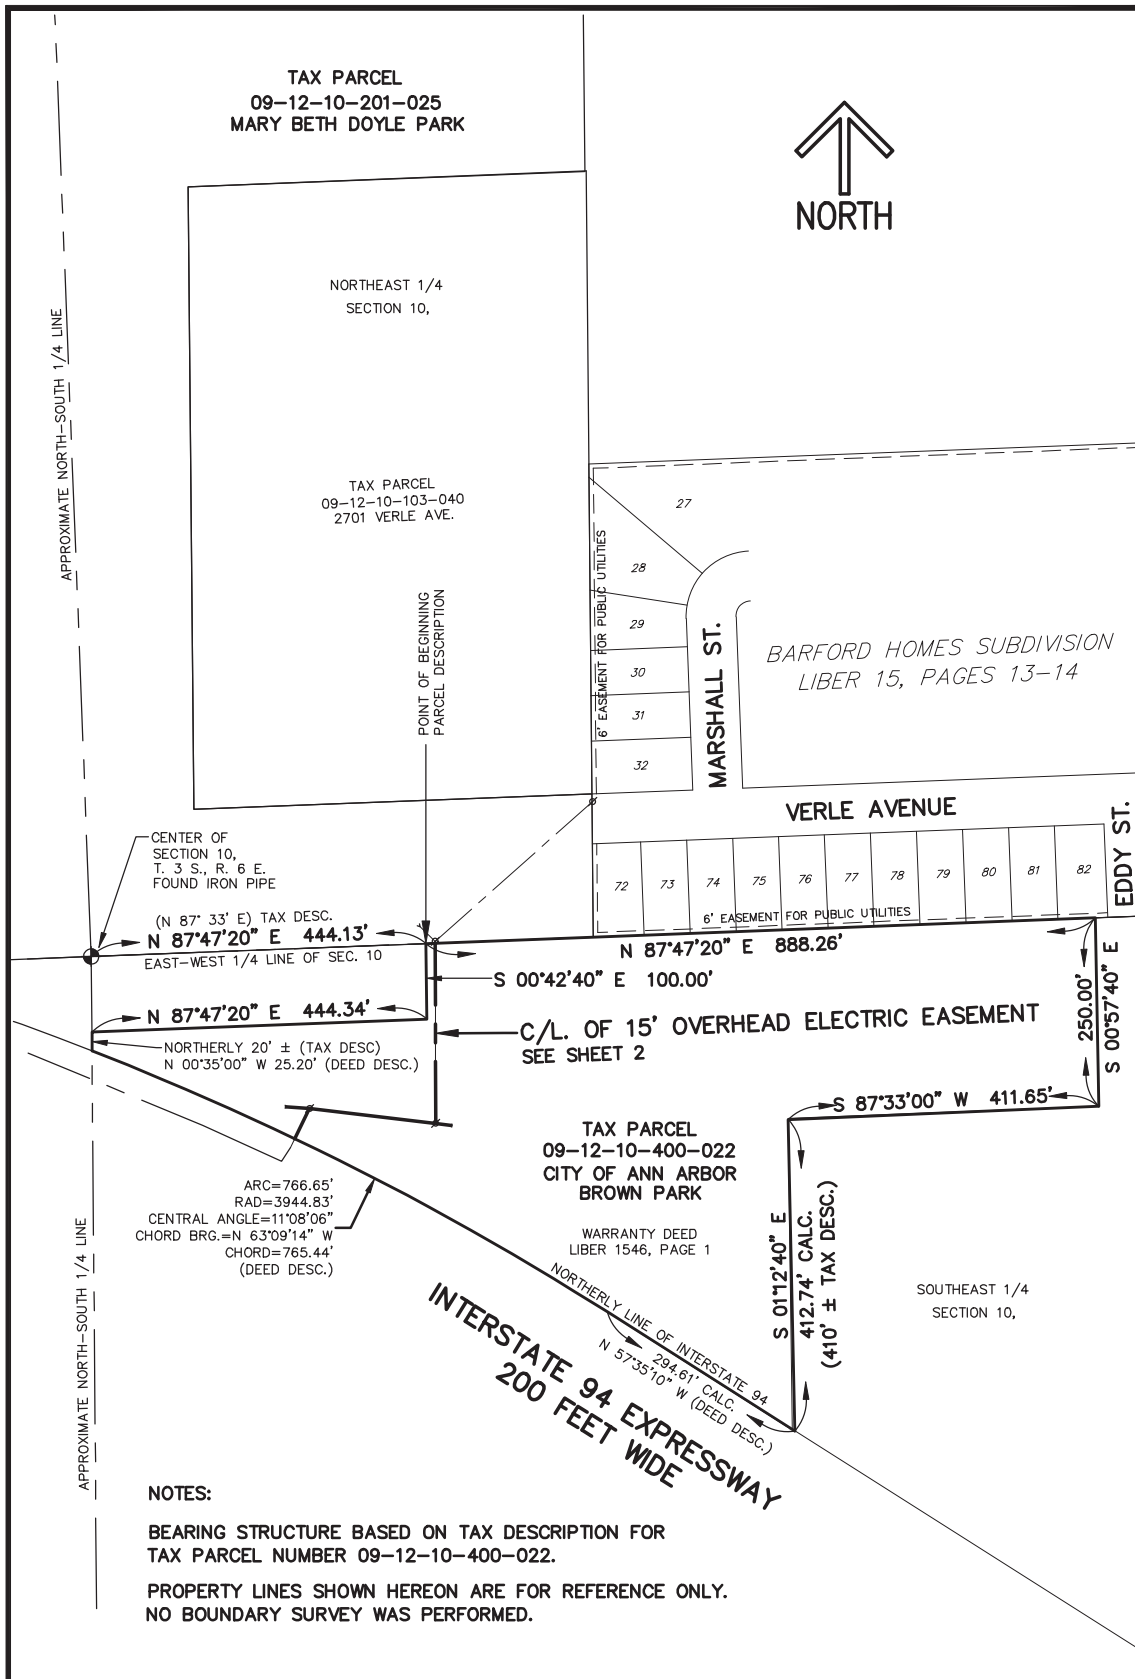 TAX PARCEL
09-12-10-201-025
MARY BETH DOYLE PARK
NORTH
NORTHEAST 1/4
SECTION 10,
APPROXIMATE NORTH-SOUTH 1/4 LINE
TAX PARCEL
09-12-10-103-040
2701 VERLE AVE.
POINT OF BEGINNING
PARCEL DESCRIPTION
6' EASEMENT FOR PUBLIC UTILITIES
27
28
29
30
31
32
MARSHALL ST.
BARFORD HOMES SUBDIVISION
LIBER 15, PAGES 13-14
VERLE AVENUE
EDDY ST.
72
73
74
75
76
77
78
79
80
81
82
6' EASEMENT FOR PUBLIC UTILITIES
CENTER OF
SECTION 10,
T. 3 S., R. 6 E.
FOUND IRON PIPE
(N 87° 33' E) TAX DESC.
N 87°47'20" E 444.13'
EAST-WEST 1/4 LINE OF SEC. 10
N 87°47'20" E 888.26'
S 00°42'40" E 100.00'
N 87°47'20" E 444.34'
NORTHERLY 20' ± (TAX DESC)
N 00°35'00" W 25.20' (DEED DESC.)
C/L. OF 15' OVERHEAD ELECTRIC EASEMENT
SEE SHEET 2
250.00'
S 00°57'40" E
S 87°33'00" W 411.65'
TAX PARCEL
09-12-10-400-022
CITY OF ANN ARBOR
BROWN PARK
WARRANTY DEED
LIBER 1546, PAGE 1
ARC=766.65'
RAD=3944.83'
CENTRAL ANGLE=11°08'06"
CHORD BRG.=N 63°09'14" W
CHORD=765.44'
(DEED DESC.)
S 01°12'40" E
412.74' CALC.
(410' ± TAX DESC.)
SOUTHEAST 1/4
SECTION 10,
APPROXIMATE NORTH-SOUTH 1/4 LINE
NORTHERLY LINE OF INTERSTATE 94
294.61' CALC.
N 57°35'10" W (DEED DESC.)
INTERSTATE 94 EXPRESSWAY
200 FEET WIDE
NOTES:
BEARING STRUCTURE BASED ON TAX DESCRIPTION FOR
TAX PARCEL NUMBER 09-12-10-400-022.
PROPERTY LINES SHOWN HEREON ARE FOR REFERENCE ONLY.
NO BOUNDARY SURVEY WAS PERFORMED.